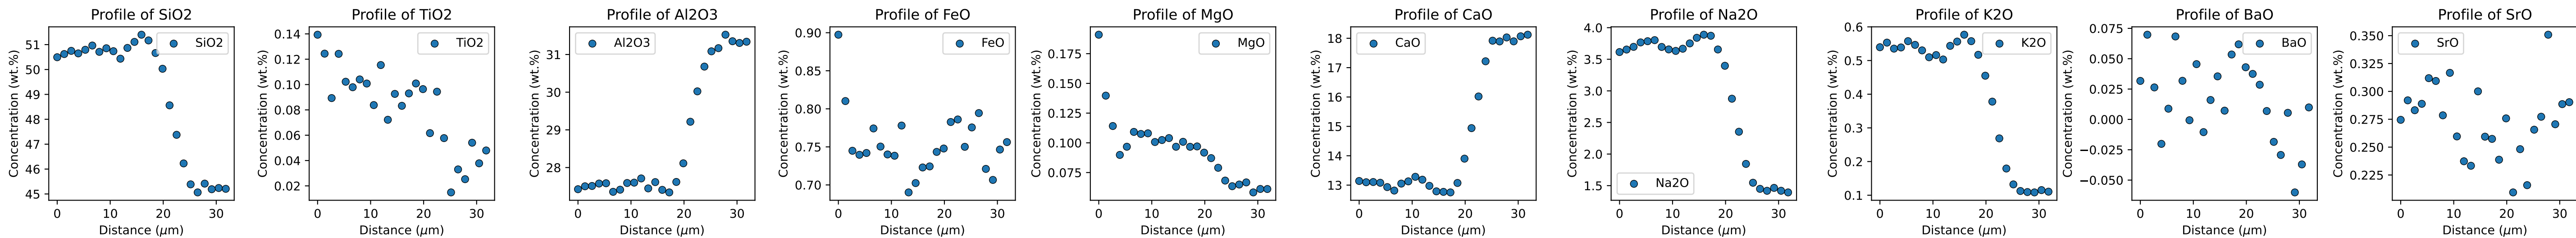 Profile of SiO2
Concentration (wt.%)
51
50
49
48
47
46
45
SiO2
0
10
20
30
Distance (μm)
Profile of TiO2
Concentration (wt.%)
0.14
0.12
0.10
0.08
0.06
0.04
0.02
TiO2
0
10
20
30
Distance (μm)
Profile of Al2O3
Concentration (wt.%)
31
30
29
28
Al2O3
0
10
20
30
Distance (μm)
Profile of FeO
Concentration (wt.%)
0.90
0.85
0.80
0.75
0.70
FeO
0
10
20
30
Distance (μm)
Profile of MgO
Concentration (wt.%)
0.175
0.150
0.125
0.100
0.075
MgO
0
10
20
30
Distance (μm)
Profile of CaO
Concentration (wt.%)
18
17
16
15
14
13
CaO
0
10
20
30
Distance (μm)
Profile of Na2O
Concentration (wt.%)
4.0
3.5
3.0
2.5
2.0
1.5
Na2O
0
10
20
30
Distance (μm)
Profile of K2O
Concentration (wt.%)
0.6
0.5
0.4
0.3
0.2
0.1
K2O
0
10
20
30
Distance (μm)
Profile of BaO
Concentration (wt.%)
0.075
0.050
0.025
0.000
−0.025
−0.050
BaO
0
10
20
30
Distance (μm)
Profile of SrO
Concentration (wt.%)
0.350
0.325
0.300
0.275
0.250
0.225
SrO
0
10
20
30
Distance (μm)